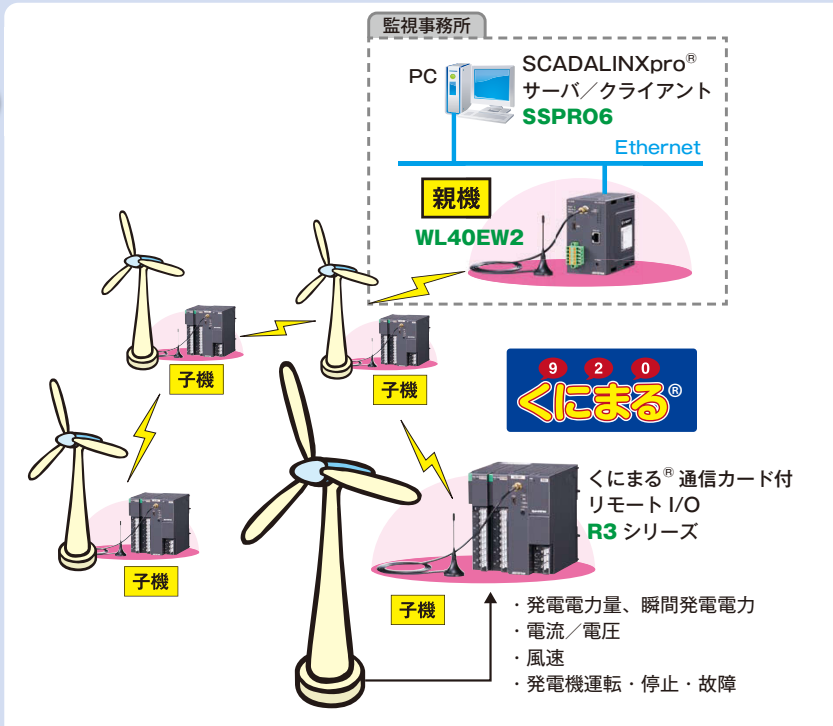 監視事務所
PC
SCADALINXpro®
サーバ／クライアント
SSPRO6
Ethernet
親機
WL40EW2
子機
子機
920
くにまる®
子機
くにまる®通信カード付
リモート I/O
R3 シリーズ
子機
・発電電力量、瞬間発電電力
・電流／電圧
・風速
・発電機運転・停止・故障